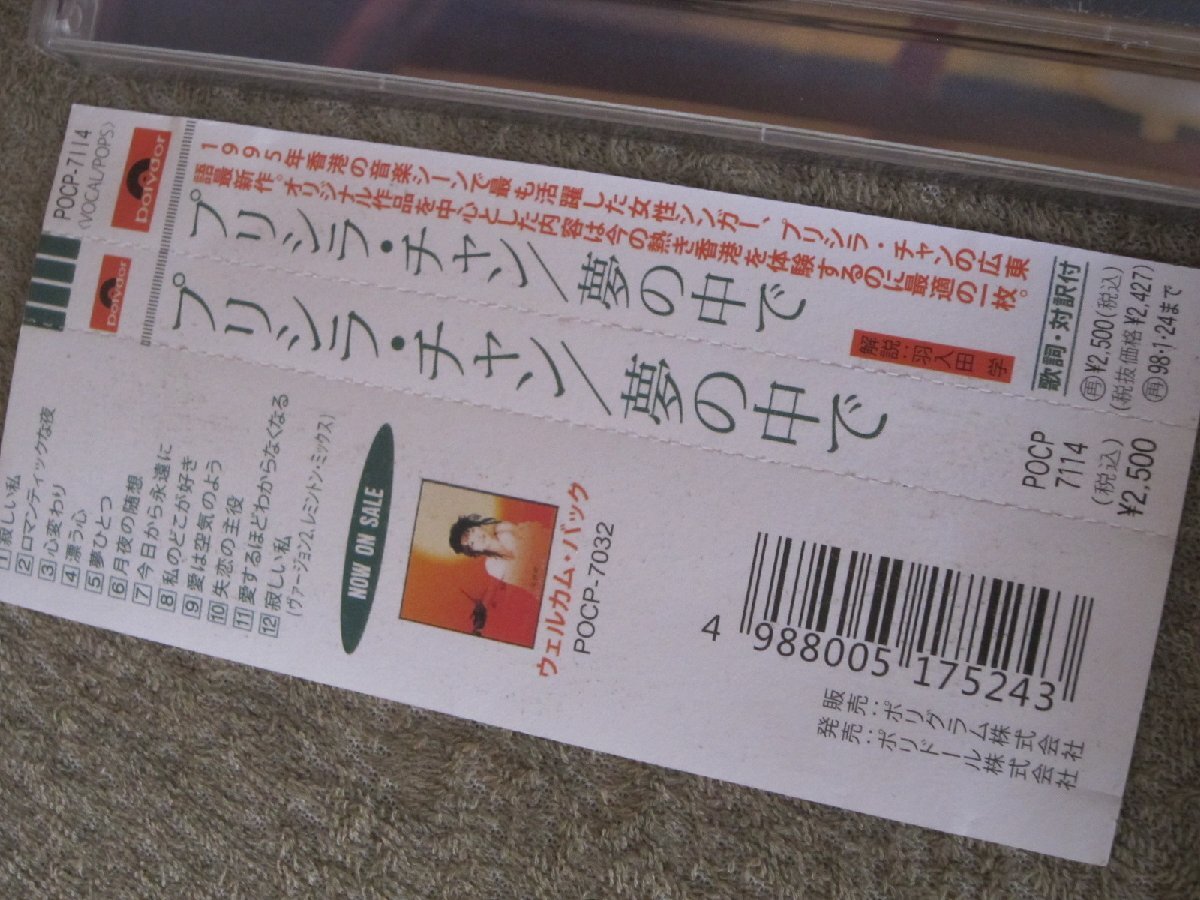 POCP-7114
(VOCAL/POPS)
Polydor
1995年香港の音楽シーンで最も活躍した女性シンガー、プリシラ・チャンの広東
語最新作。オリジナル作品を中心とした内容は今の熱き香港を体験するのに最適の一枚。
プリシラ・チャン/夢の中で
解説:羽入田 学
歌詞・対訳付
再¥2,500(税込)
(税抜価格¥2,427)
再98・1・24まで
Polydor
プリシラ・チャン/夢の中で
POCP
7114
(税込)
¥2,500
1寂しい私
2ロマンティックな夜
3心変わり
4漂う心
5夢ひとつ
6月夜の随想
7今日から永遠に
8私のどこが好き
9愛は空気のよう
10失恋の主役
11愛するほどわからなくなる
12寂しい私
(ヴァージョン2、レミントン・ミックス)
NOW ON SALE
ウェルカム・バック
POCP-7032
4 988005 175243
販売:ポリグラム株式会社
発売:ポリドール株式会社